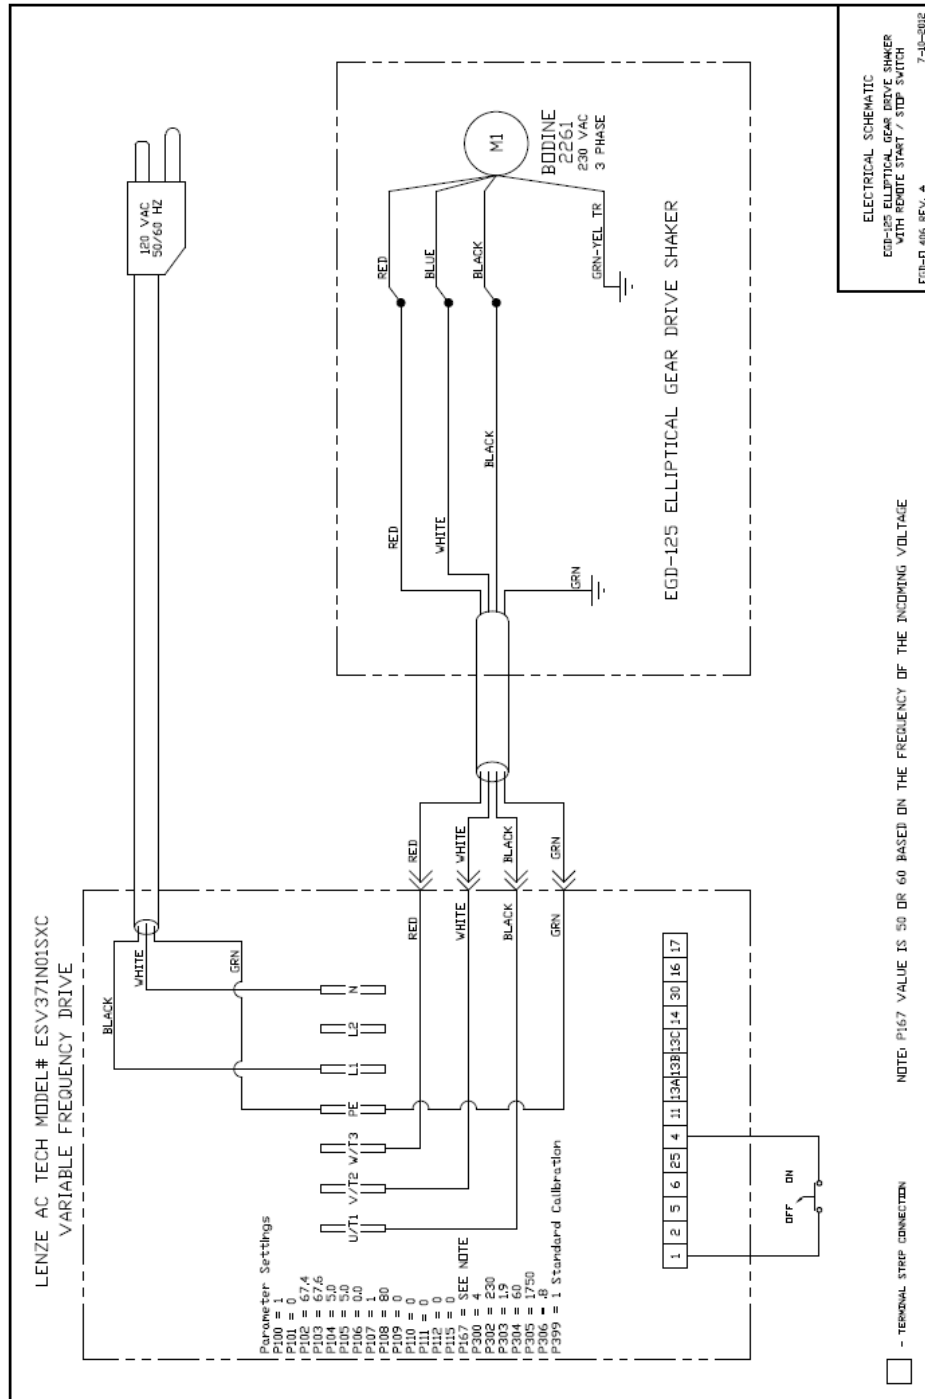 LENZE AC TECH MODEL# ESV371N01SXC
VARIABLE FREQUENCY DRIVE
120 VAC
50/60 HZ
BLACK
WHITE
GRN
N
L2
L1
PE
W/T3
V/T2
U/T1
RED
WHITE
BLACK
GRN
RED
WHITE
BLACK
GRN
Parameter Settings
P100 = 1
P101 = 0
P102 = 67.4
P103 = 67.6
P104 = 5.0
P105 = 5.0
P106 = 0.0
P107 = 1
P108 = 80
P109 = 0
P110 = 0
P111 = 0
P112 = 0
P115 = 0
P167 = SEE NOTE
P300 = 4
P302 = 230
P303 = 1.9
P304 = 60
P305 = 1750
P306 = .8
P399 = 1 Standard Calibration
1 2 5 6 25 4 11 13A 13B 13C 14 30 16 17
OFF ON
RED
WHITE
BLACK
GRN
RED
BLUE
BLACK
GRN-YEL TR
M1
BODINE
2261
230 VAC
3 PHASE
EGD-125 ELLIPTICAL GEAR DRIVE SHAKER
- TERMINAL STRIP CONNECTION
NOTE: P167 VALUE IS 50 OR 60 BASED ON THE FREQUENCY OF THE INCOMING VOLTAGE
ELECTRICAL SCHEMATIC
EGD-125 ELLIPTICAL GEAR DRIVE SHAKER
WITH REMOTE START / STOP SWITCH
REV. A 7-10-2012